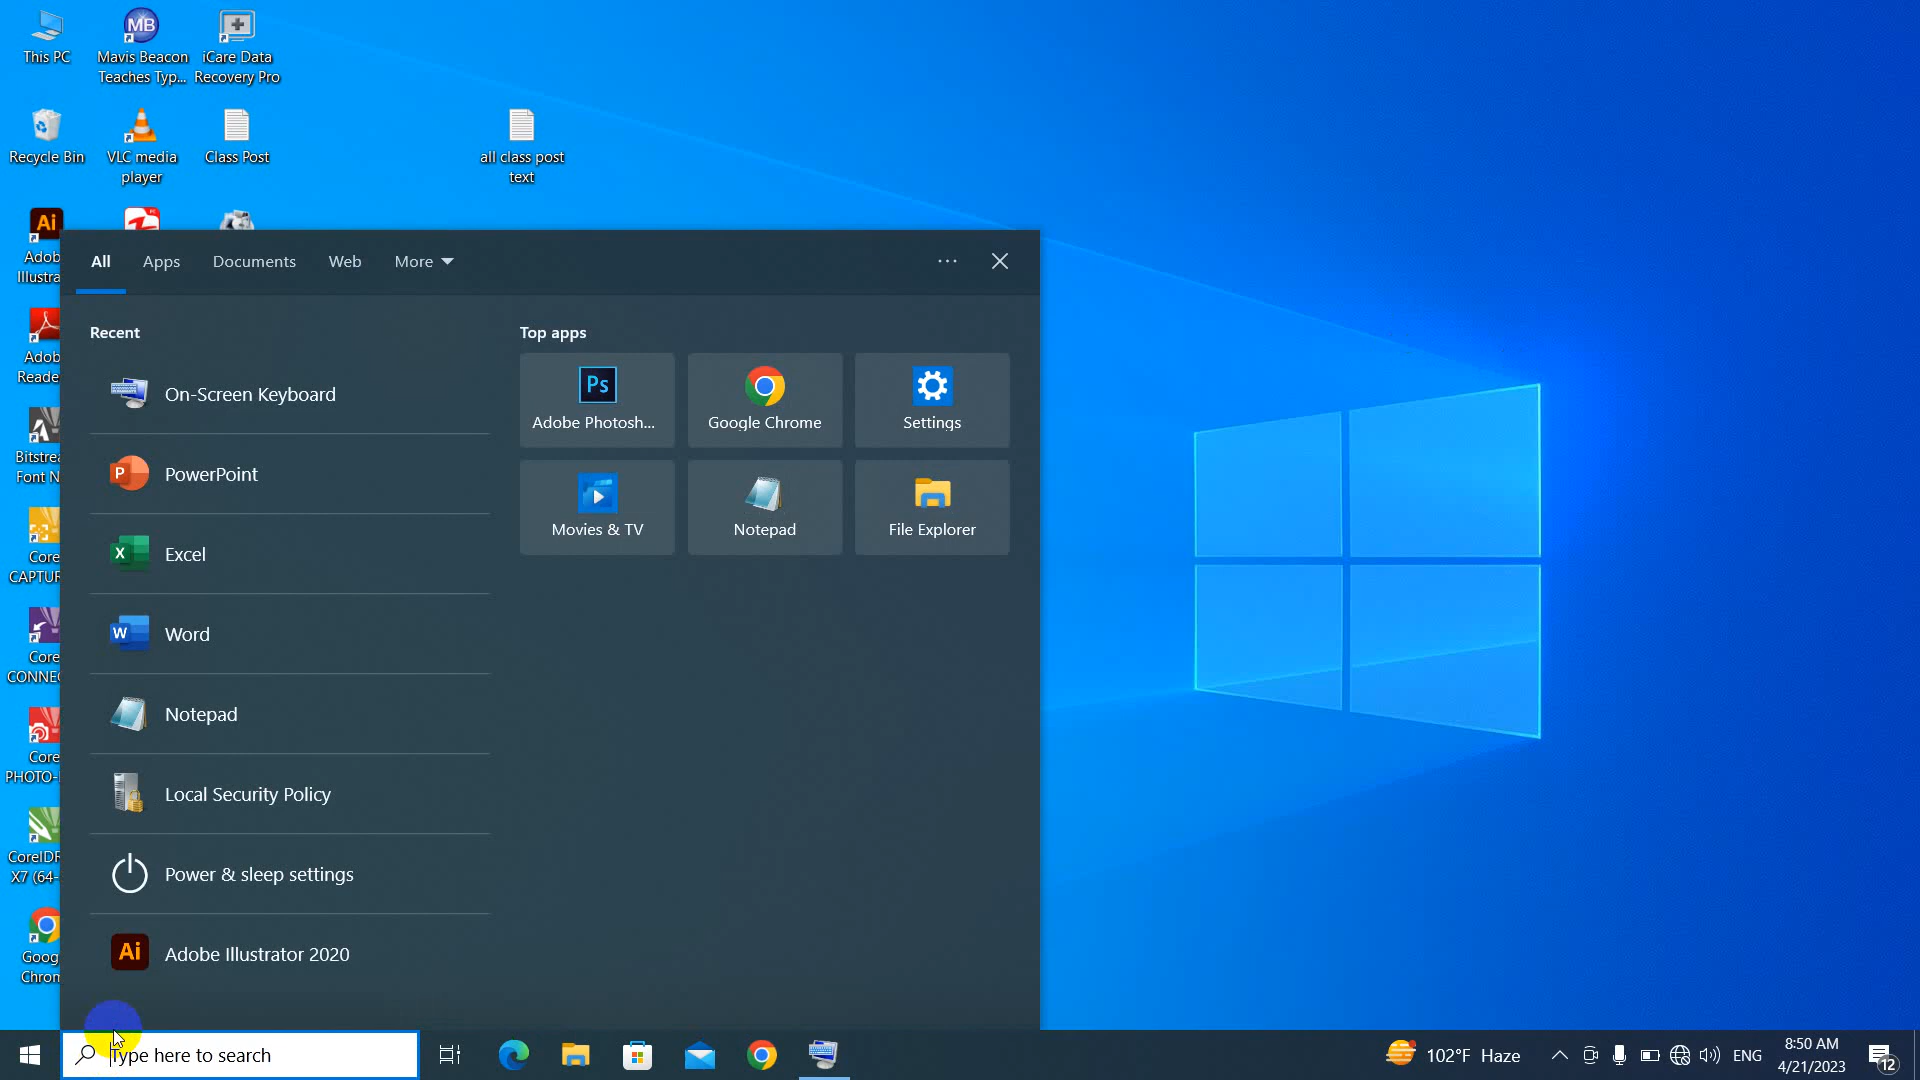 This PC
Mavis Beacon
Teaches Typ...
iCare Data
Recovery Pro
Recycle Bin
VLC media
player
Class Post
all class post
text
Adob
Illustra
Adob
Reade
Bitstrea
Font N
Core
CAPTUR
Core
CONNEC
Core
PHOTO-
CorelDR
X7 (64-
Goog
Chrom
All
Apps
Documents
Web
More
Recent
On-Screen Keyboard
PowerPoint
Excel
Word
Notepad
Local Security Policy
Power & sleep settings
Adobe Illustrator 2020
Top apps
Adobe Photosh...
Google Chrome
Settings
Movies & TV
Notepad
File Explorer
Type here to search
102°F Haze
ENG
8:50 AM
4/21/2023
12